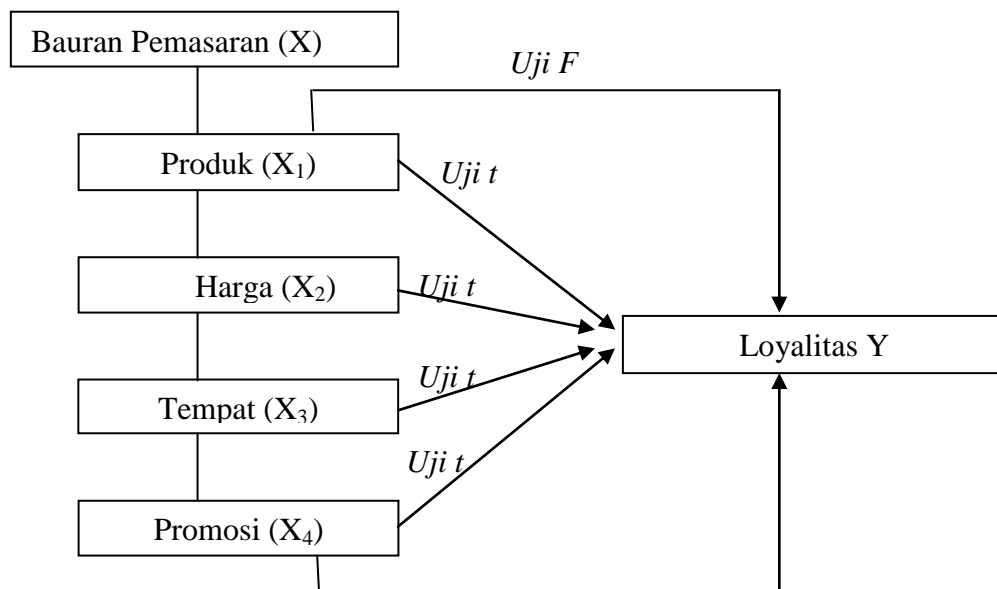 Bauran Pemasaran (X)
Uji F
Produk (X₁)
Uji t
Harga (X₂)
Uji t
Loyalitas Y
Uji t
Tempat (X₃)
Uji t
Promosi (X₄)